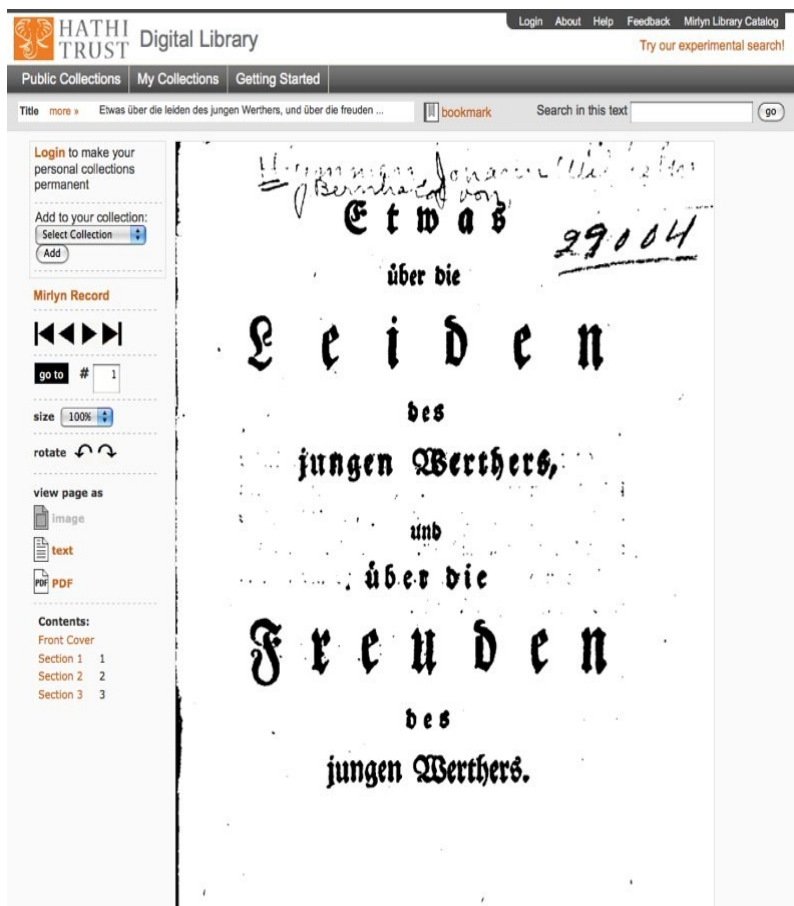 Login About Help Feedback Mirlyn Library Catalog
HATHI
TRUST Digital Library
Try our experimental search!
Public Collections My Collections Getting Started
Title more » Etwas über die leiden des jungen Werthers, und über die freuden ... bookmark Search in this text go
Login to make your
personal collections
permanent
Add to your collection:
Select Collection
Add
Mirlyn Record
go to # 1
size 100%
rotate
view page as
image
text
PDF PDF
Contents:
Front Cover
Section 1 1
Section 2 2
Section 3 3
Johann
Bernhard von
29004
Etwas
über die
Leiden
des
jungen Werthers,
und
über die
Freuden
des
jungen Werthers.